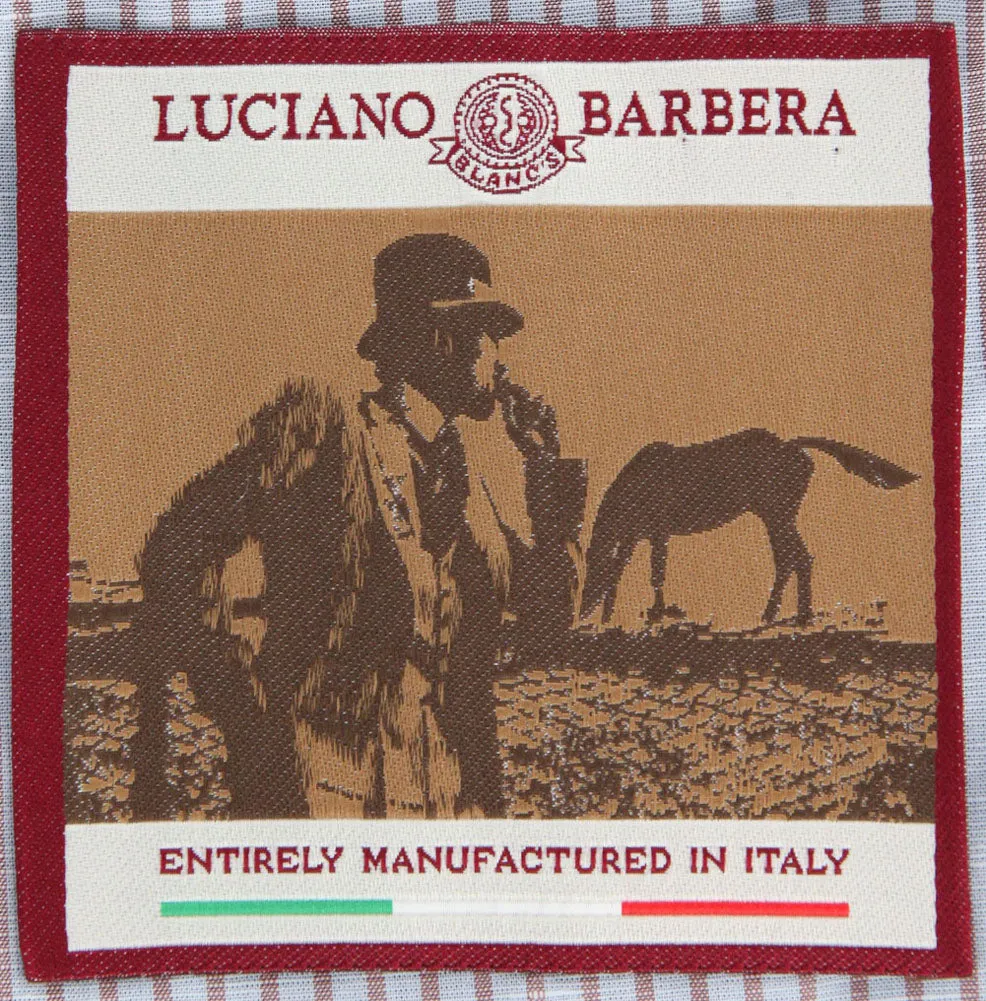 LUCIANO BARBERA
BLANC'S
ENTIRELY MANUFACTURED IN ITALY